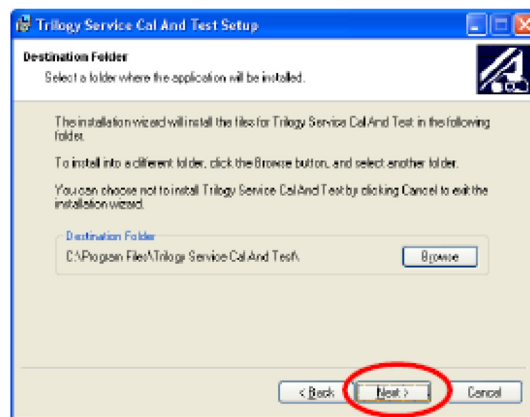 Trilogy Service Cal And Test Setup
Destination Folder
Select a folder where the application will be installed.
The installation wizard will install the files for Trilogy Service Cal And Test in the following
folder.
To install into a different folder, click the Browse button, and select another folder.
You can choose not to install Trilogy Service Cal And Test by clicking Cancel to exit the
installation wizard.
Destination Folder
C:\Program Files\Trilogy Service Cal And Test\
Browse
< Back Next > Cancel